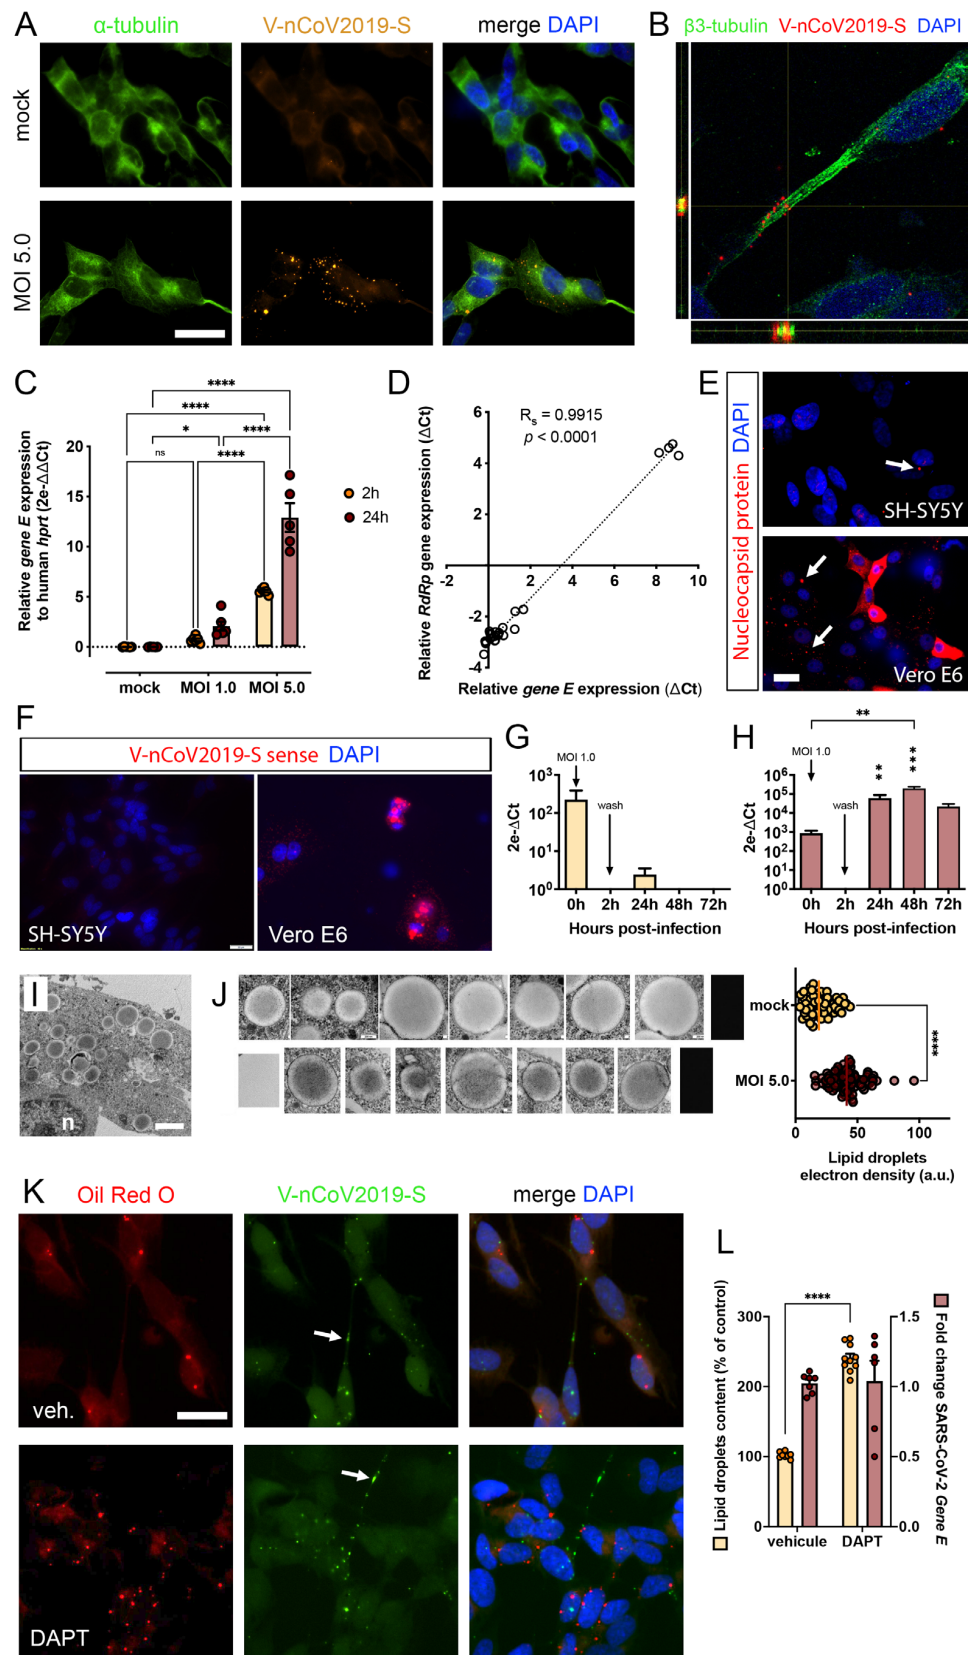 A
α-tubulin
V-nCoV2019-S
merge DAPI
mock
MOI 5.0
B
β3-tubulin V-nCoV2019-S DAPI
C
Relative gene E expression
to human hprt (2e-ΔΔCt)
20
15
10
5
0
****
****
*
****
ns
****
2h
24h
mock
MOI 1.0
MOI 5.0
D
Relative RdRp gene expression (ΔCt)
6
4
2
-2
-4
-2
2
4
6
8
10
Rs = 0.9915
p < 0.0001
Relative gene E expression (ΔCt)
E
Nucleocapsid protein DAPI
SH-SY5Y
Vero E6
F
V-nCoV2019-S sense DAPI
SH-SY5Y
Vero E6
G
MOI 1.0
wash
2e-ΔCt
10³
10²
10¹
10⁰
0h
2h
24h
48h
72h
Hours post-infection
H
**
MOI 1.0
wash
**
***
2e-ΔCt
10⁶
10⁵
10⁴
10³
10²
10¹
10⁰
0h
2h
24h
48h
72h
Hours post-infection
I
n
J
mock
MOI 5.0
****
0
50
100
Lipid droplets
electron density (a.u.)
K
Oil Red O
V-nCoV2019-S
merge DAPI
veh.
DAPT
L
Lipid droplets content (% of control)
300
200
100
0
****
1.5
1.0
0.5
0.0
Fold change SARS-CoV-2 Gene E
vehicule
DAPT